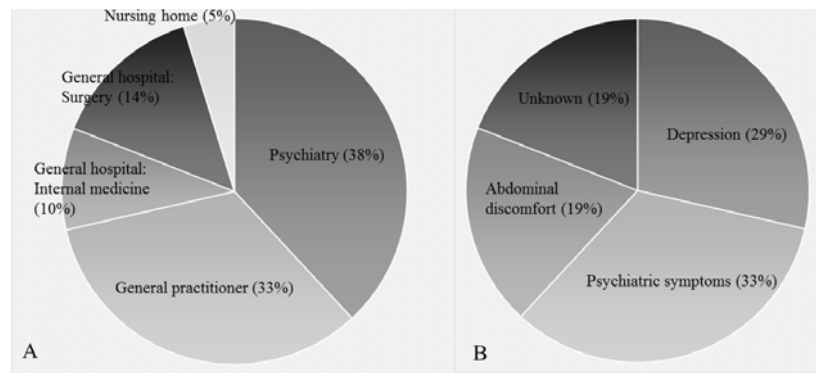 Nursing home (5%)
General hospital:
Surgery (14%)
Psychiatry (38%)
General hospital:
Internal medicine
(10%)
General practitioner (33%)
A
Unknown (19%)
Depression (29%)
Abdominal
discomfort (19%)
Psychiatric symptoms (33%)
B